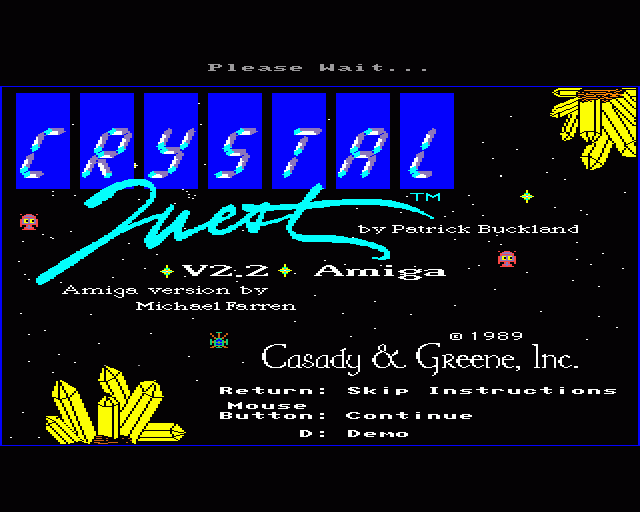 Please Wait...
CRYSTAL
Quest TM
by Patrick Buckland
V2.2 Amiga
Amiga version by
Michael Farren
© 1989
Casady & Greene, Inc.
Return: Skip Instructions
Mouse
Button: Continue
D: Demo